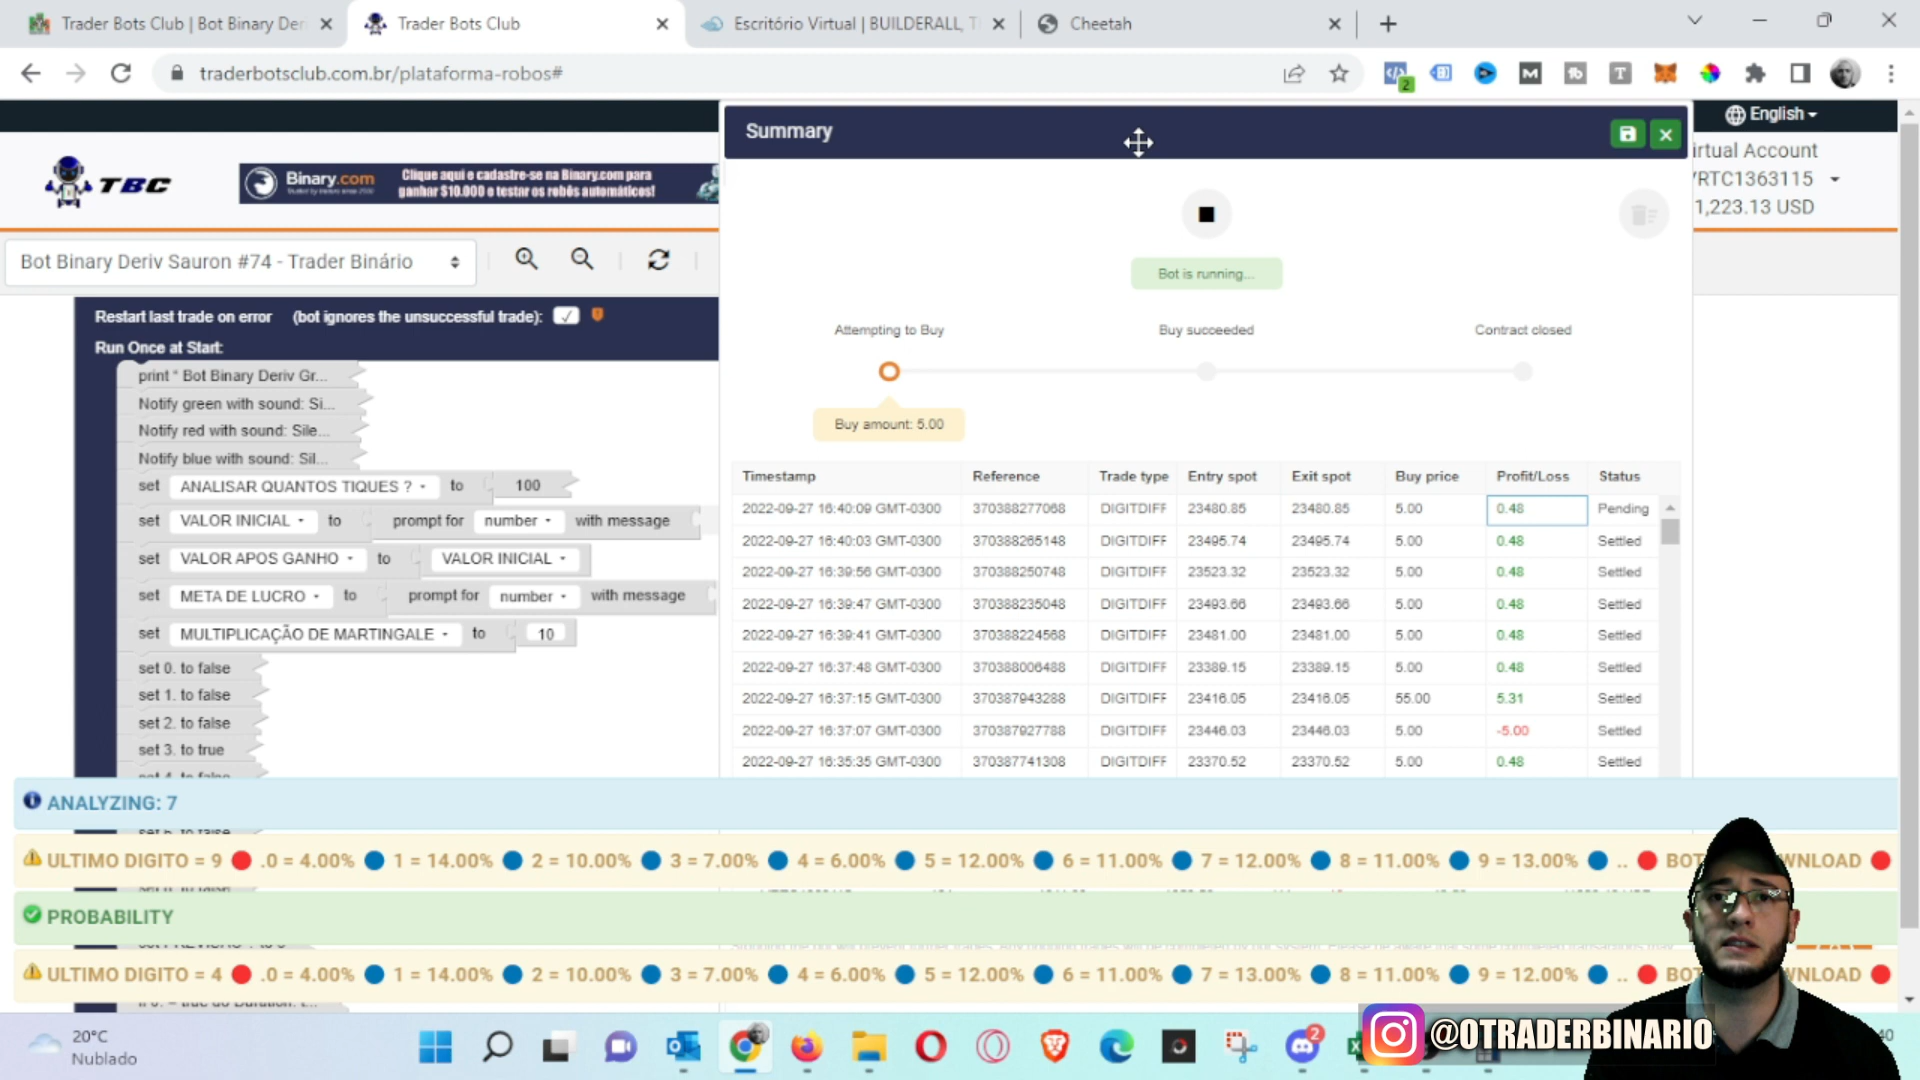 Trader Bots Club | Bot Binary Der
Trader Bots Club
Escritório Virtual | BUILDERALL, T
Cheetah
traderbotsclub.com.br/plataforma-robos#
2
English
TBC
Binary.com
Clique aqui e cadastre-se na Binary.com para
ganhar $10.000 e testar os robôs automáticos!
Summary
irtual Account
RTC1363115
1,223.13 USD
Bot Binary Deriv Sauron #74 - Trader Binário
Bot is running...
Restart last trade on error (bot ignores the unsuccessful trade):
Run Once at Start:
Attempting to Buy
Buy succeeded
Contract closed
Buy amount: 5.00
print " Bot Binary Deriv Gr...
Notify green with sound: Si...
Notify red with sound: Sile...
Notify blue with sound: Sil...
set ANALISAR QUANTOS TIQUES ? to 100
set VALOR INICIAL to prompt for number with message
set VALOR APOS GANHO to VALOR INICIAL
set META DE LUCRO to prompt for number with message
set MULTIPLICAÇÃO DE MARTINGALE to 10
set 0. to false
set 1. to false
set 2. to false
set 3. to true
Timestamp Reference Trade type Entry spot Exit spot Buy price Profit/Loss Status
2022-09-27 16:40:09 GMT-0300 370388277068 DIGITDIFF 23480.85 23480.85 5.00 0.48 Pending
2022-09-27 16:40:03 GMT-0300 370388265148 DIGITDIFF 23495.74 23495.74 5.00 0.48 Settled
2022-09-27 16:39:56 GMT-0300 370388250748 DIGITDIFF 23523.32 23523.32 5.00 0.48 Settled
2022-09-27 16:39:47 GMT-0300 370388235048 DIGITDIFF 23493.66 23493.66 5.00 0.48 Settled
2022-09-27 16:39:41 GMT-0300 370388224568 DIGITDIFF 23481.00 23481.00 5.00 0.48 Settled
2022-09-27 16:37:48 GMT-0300 370388006488 DIGITDIFF 23389.15 23389.15 5.00 0.48 Settled
2022-09-27 16:37:15 GMT-0300 370387943288 DIGITDIFF 23416.05 23416.05 55.00 5.31 Settled
2022-09-27 16:37:07 GMT-0300 370387927788 DIGITDIFF 23446.03 23446.03 5.00 -5.00 Settled
2022-09-27 16:35:35 GMT-0300 370387741308 DIGITDIFF 23370.52 23370.52 5.00 0.48 Settled
ANALYZING: 7
ULTIMO DIGITO = 9 .0 = 4.00% 1 = 14.00% 2 = 10.00% 3 = 7.00% 4 = 6.00% 5 = 12.00% 6 = 11.00% 7 = 12.00% 8 = 11.00% 9 = 13.00% .. BOT WNLOAD
PROBABILITY
ULTIMO DIGITO = 4 .0 = 4.00% 1 = 14.00% 2 = 10.00% 3 = 7.00% 4 = 6.00% 5 = 12.00% 6 = 11.00% 7 = 13.00% 8 = 11.00% 9 = 12.00% .. BOT WNLOAD
20°C
Nublado
2
@OTRADERBINARIO
40